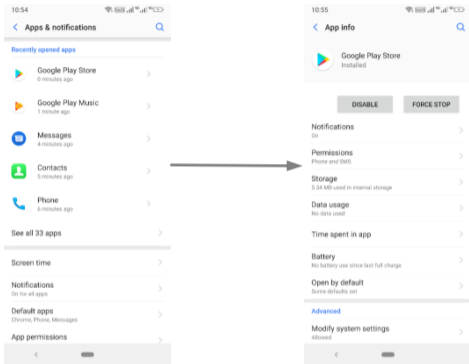 10:54
Apps & notifications
Recently opened apps
Google Play Store
0 minutes ago
Google Play Music
1 minute ago
Messages
4 minutes ago
Contacts
5 minutes ago
Phone
6 minutes ago
See all 33 apps
Screen time
Notifications
On for all apps
Default apps
Chrome, Phone, Messages
App permissions
10:55
App info
Google Play Store
Installed
DISABLE
FORCE STOP
Notifications
On
Permissions
Phone and SMS
Storage
5.34 MB used in internal storage
Data usage
No data used
Time spent in app
Battery
No battery use since last full charge
Open by default
Some defaults set
Advanced
Modify system settings
Allowed